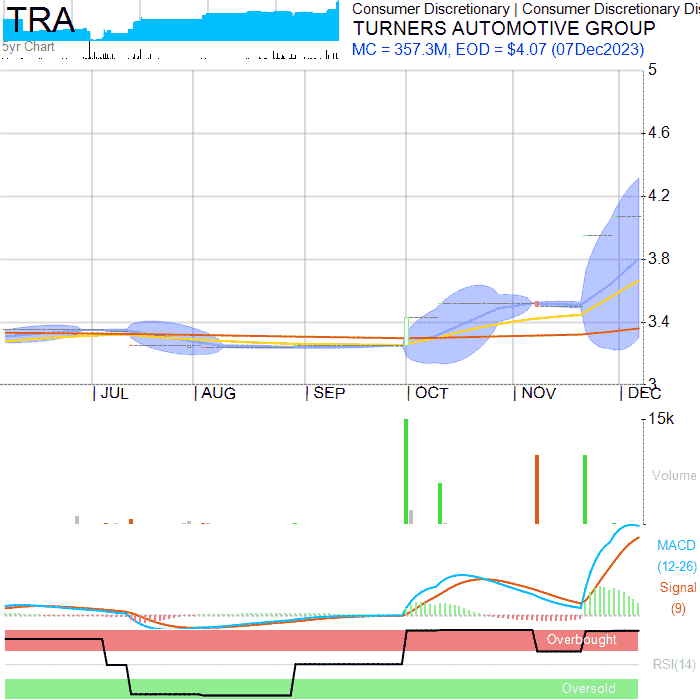 TRA
5yr Chart
Consumer Discretionary | Consumer Discretionary Dis
TURNERS AUTOMOTIVE GROUP
MC = 357.3M, EOD = $4.07 (07Dec2023)
5
4.6
4.2
3.8
3.4
3
JUL AUG SEP OCT NOV DEC
15k
Volume
MACD
(12-26)
Signal
(9)
Overbought
RSI(14)
Oversold